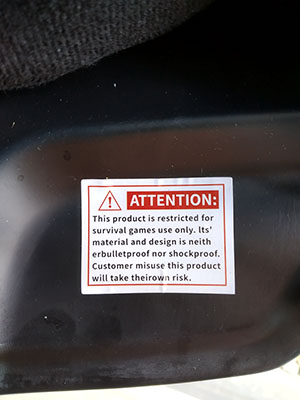 ATTENTION:
This product is restricted for
survival games use only. Its'
material and design is neith
erbulletproof nor shockproof.
Customer misuse this product
will take theirown risk.